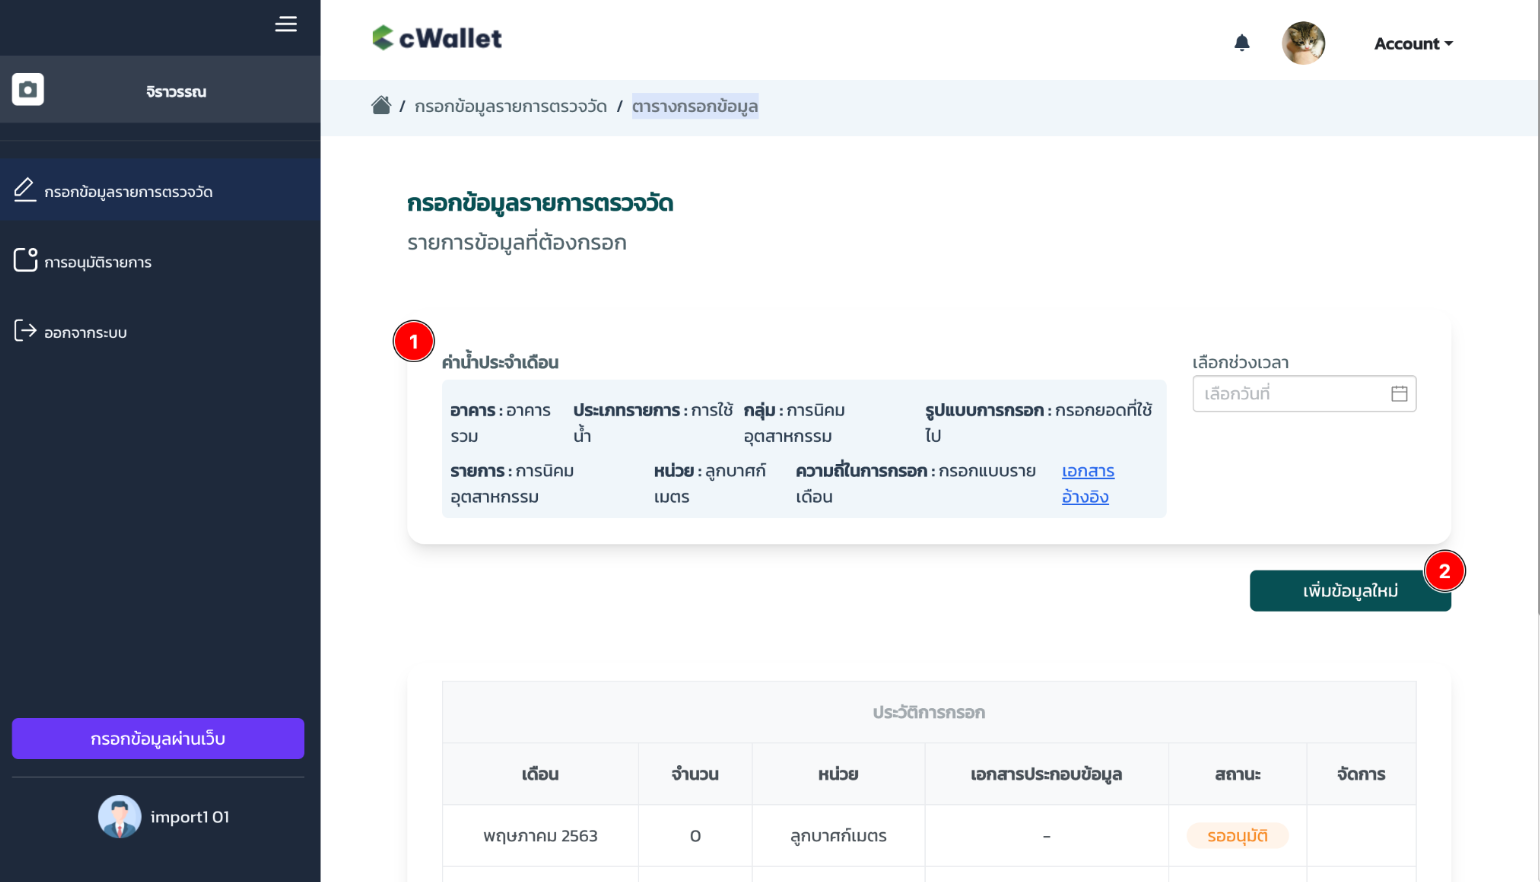 cWallet
Account
จิราวรรณ
กรอกข้อมูลรายการตรวจวัด
การอนุมัติรายการ
ออกจากระบบ
กรอกข้อมูลผ่านเว็บ
import1 01
/ กรอกข้อมูลรายการตรวจวัด / ตารางกรอกข้อมูล
กรอกข้อมูลรายการตรวจวัด
รายการข้อมูลที่ต้องกรอก
1
ค่าน้ำประจำเดือน
เลือกช่วงเวลา
เลือกวันที่
อาคาร : อาคาร ประเภทรายการ : การใช้ กลุ่ม : การนิคม รูปแบบการกรอก : กรอกยอดที่ใช้
รวม น้ำ อุตสาหกรรม ไป
รายการ : การนิคม หน่วย : ลูกบาศก์ ความถี่ในการกรอก : กรอกแบบราย เอกสาร
อุตสาหกรรม เมตร เดือน อ้างอิง
2
เพิ่มข้อมูลใหม่
ประวัติการกรอก
เดือน จำนวน หน่วย เอกสารประกอบข้อมูล สถานะ จัดการ
พฤษภาคม 2563 0 ลูกบาศก์เมตร - รออนุมัติ